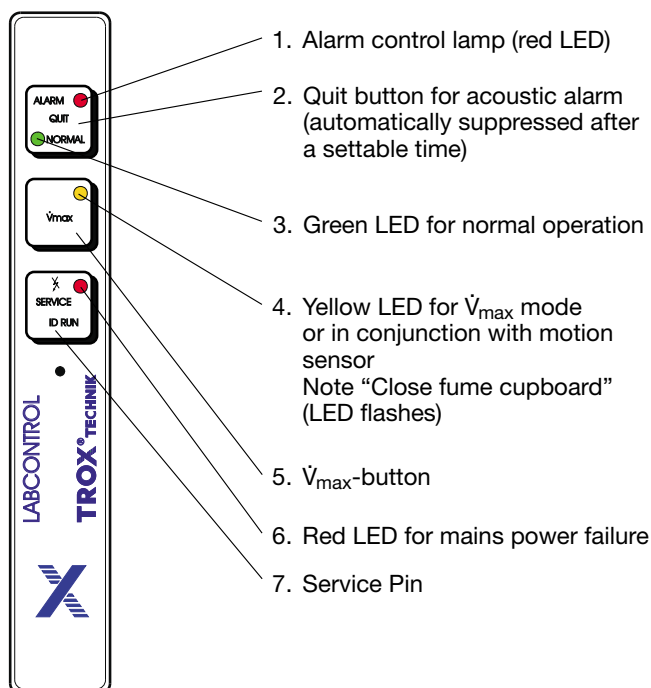 ALARM
QUIT
NORMAL
V̇max
SERVICE
ID RUN
LABCONTROL
TROX® TECHNIK
1. Alarm control lamp (red LED)
2. Quit button for acoustic alarm
(automatically suppressed after
a settable time)
3. Green LED for normal operation
4. Yellow LED for V̇max mode
or in conjunction with motion
sensor
Note “Close fume cupboard”
(LED flashes)
5. V̇max-button
6. Red LED for mains power failure
7. Service Pin